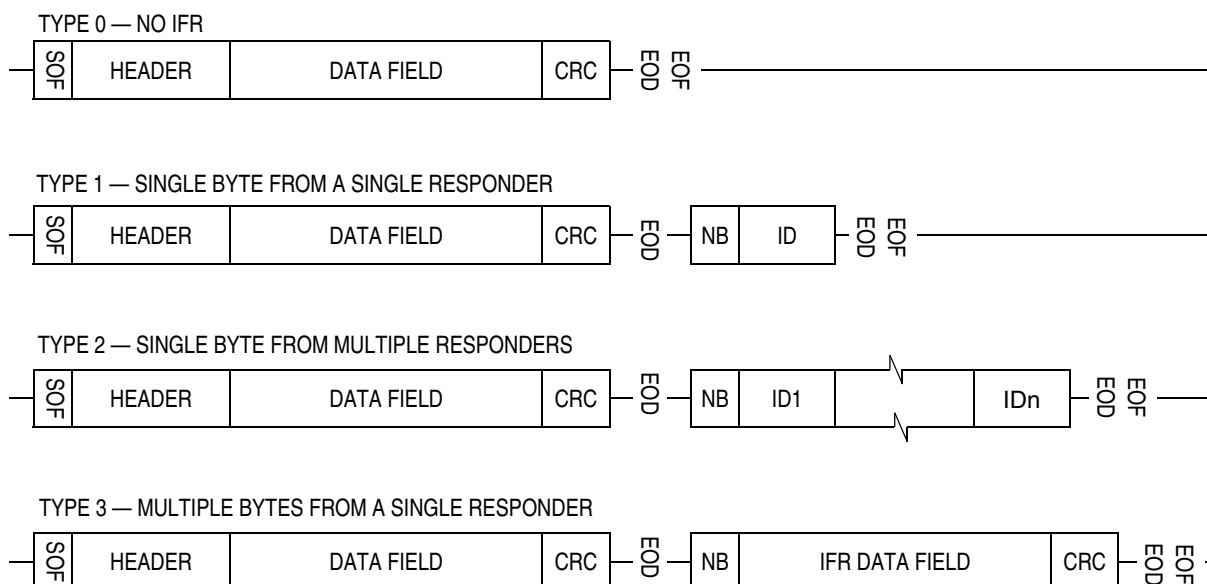 TYPE 0 — NO IFR
SOF HEADER DATA FIELD CRC EOD EOF
TYPE 1 — SINGLE BYTE FROM A SINGLE RESPONDER
SOF HEADER DATA FIELD CRC EOD NB ID EOD EOF
TYPE 2 — SINGLE BYTE FROM MULTIPLE RESPONDERS
SOF HEADER DATA FIELD CRC EOD NB ID1 IDn EOD EOF
TYPE 3 — MULTIPLE BYTES FROM A SINGLE RESPONDER
SOF HEADER DATA FIELD CRC EOD NB IFR DATA FIELD CRC EOD EOF